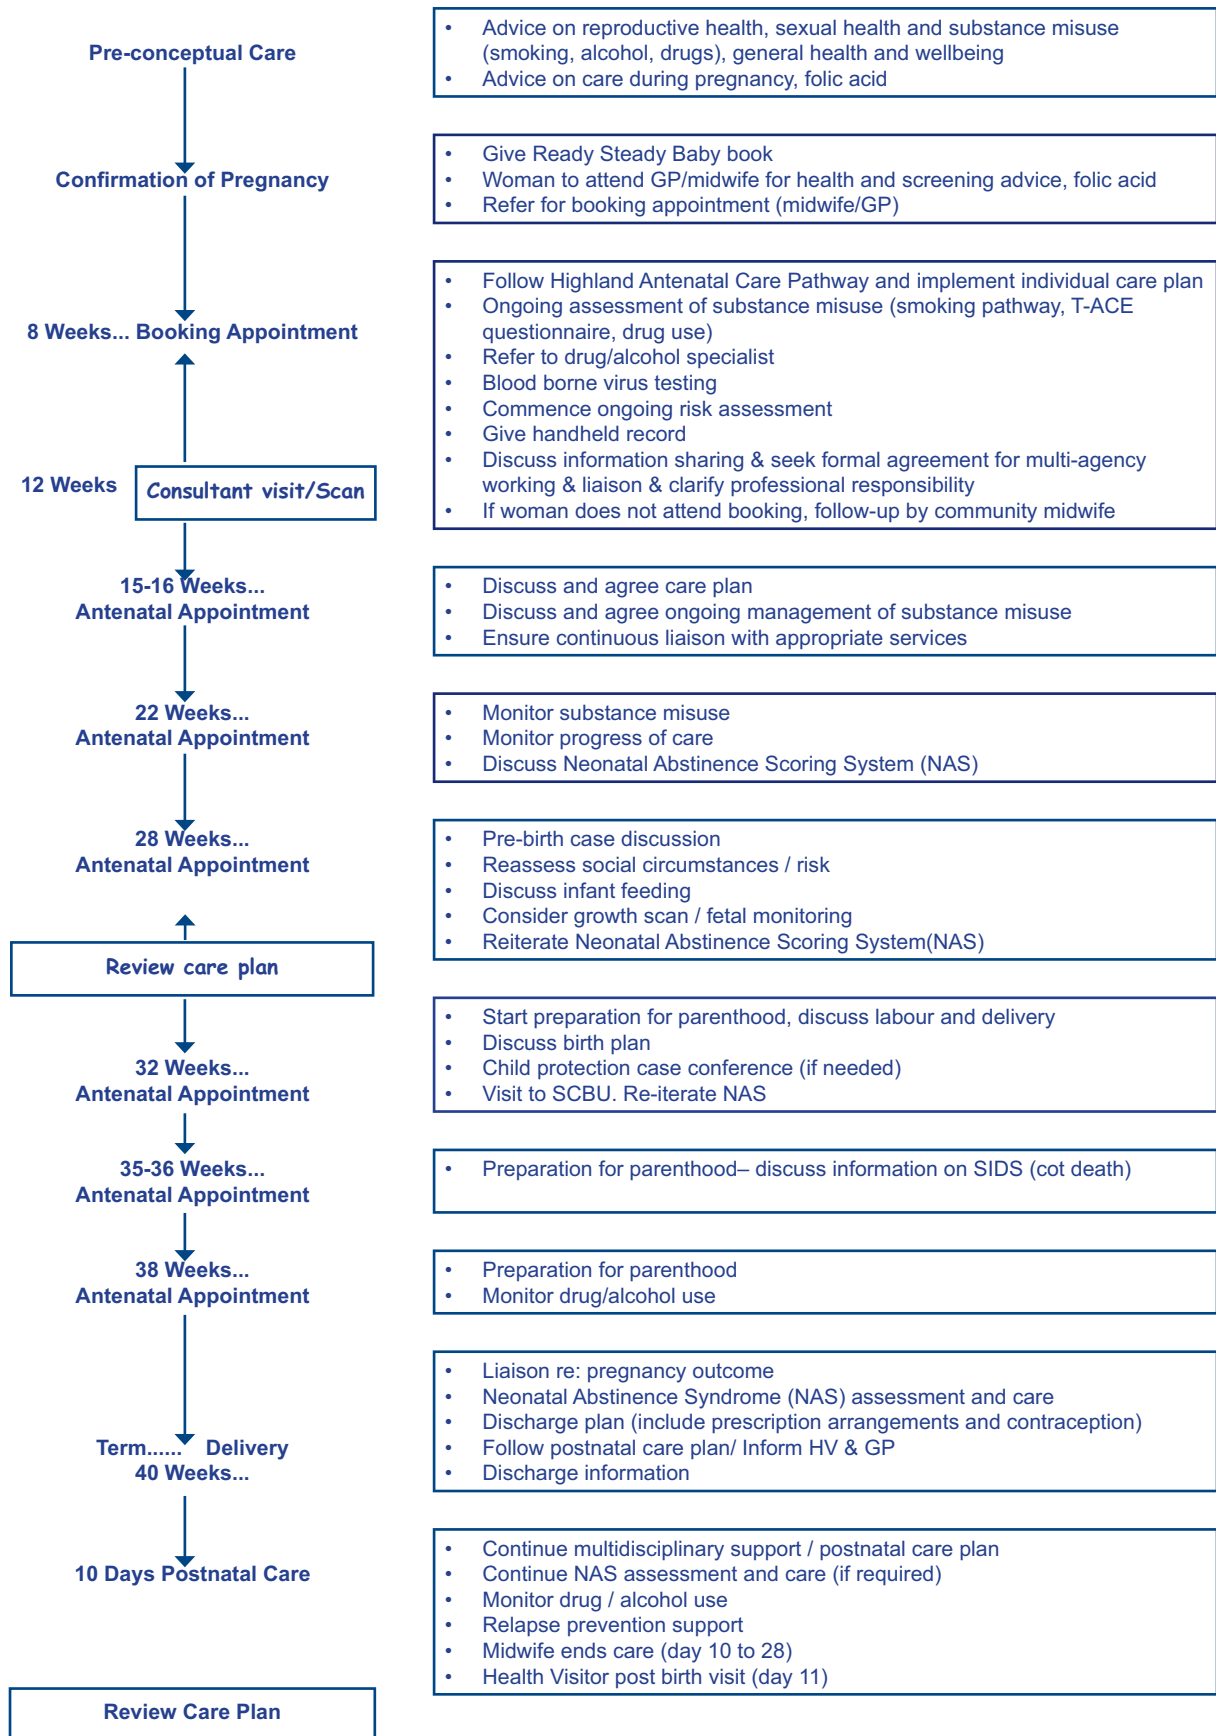 Pre-conceptual Care
• Advice on reproductive health, sexual health and substance misuse
(smoking, alcohol, drugs), general health and wellbeing
• Advice on care during pregnancy, folic acid
Confirmation of Pregnancy
• Give Ready Steady Baby book
• Woman to attend GP/midwife for health and screening advice, folic acid
• Refer for booking appointment (midwife/GP)
8 Weeks... Booking Appointment
• Follow Highland Antenatal Care Pathway and implement individual care plan
• Ongoing assessment of substance misuse (smoking pathway, T-ACE
questionnaire, drug use)
• Refer to drug/alcohol specialist
• Blood borne virus testing
• Commence ongoing risk assessment
• Give handheld record
• Discuss information sharing & seek formal agreement for multi-agency
working & liaison & clarify professional responsibility
• If woman does not attend booking, follow-up by community midwife
12 Weeks
Consultant visit/Scan
15-16 Weeks...
Antenatal Appointment
• Discuss and agree care plan
• Discuss and agree ongoing management of substance misuse
• Ensure continuous liaison with appropriate services
22 Weeks...
Antenatal Appointment
• Monitor substance misuse
• Monitor progress of care
• Discuss Neonatal Abstinence Scoring System (NAS)
28 Weeks...
Antenatal Appointment
• Pre-birth case discussion
• Reassess social circumstances / risk
• Discuss infant feeding
• Consider growth scan / fetal monitoring
• Reiterate Neonatal Abstinence Scoring System(NAS)
Review care plan
32 Weeks...
Antenatal Appointment
• Start preparation for parenthood, discuss labour and delivery
• Discuss birth plan
• Child protection case conference (if needed)
• Visit to SCBU. Re-iterate NAS
35-36 Weeks...
Antenatal Appointment
• Preparation for parenthood– discuss information on SIDS (cot death)
38 Weeks...
Antenatal Appointment
• Preparation for parenthood
• Monitor drug/alcohol use
Term...... Delivery
40 Weeks...
• Liaison re: pregnancy outcome
• Neonatal Abstinence Syndrome (NAS) assessment and care
• Discharge plan (include prescription arrangements and contraception)
• Follow postnatal care plan/ Inform HV & GP
• Discharge information
10 Days Postnatal Care
• Continue multidisciplinary support / postnatal care plan
• Continue NAS assessment and care (if required)
• Monitor drug / alcohol use
• Relapse prevention support
• Midwife ends care (day 10 to 28)
• Health Visitor post birth visit (day 11)
Review Care Plan